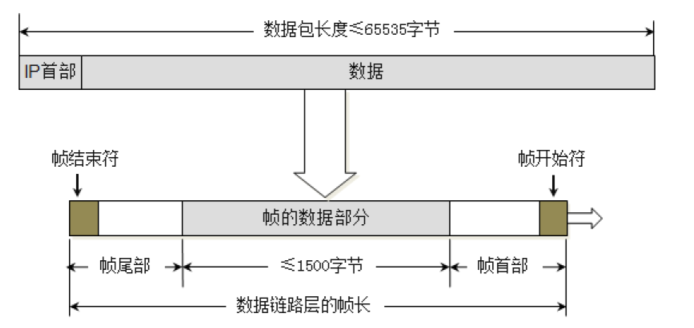 数据包长度≤65535字节
IP首部 数据
帧结束符 帧开始符
帧的数据部分
帧尾部 ≤1500字节 帧首部
数据链路层的帧长